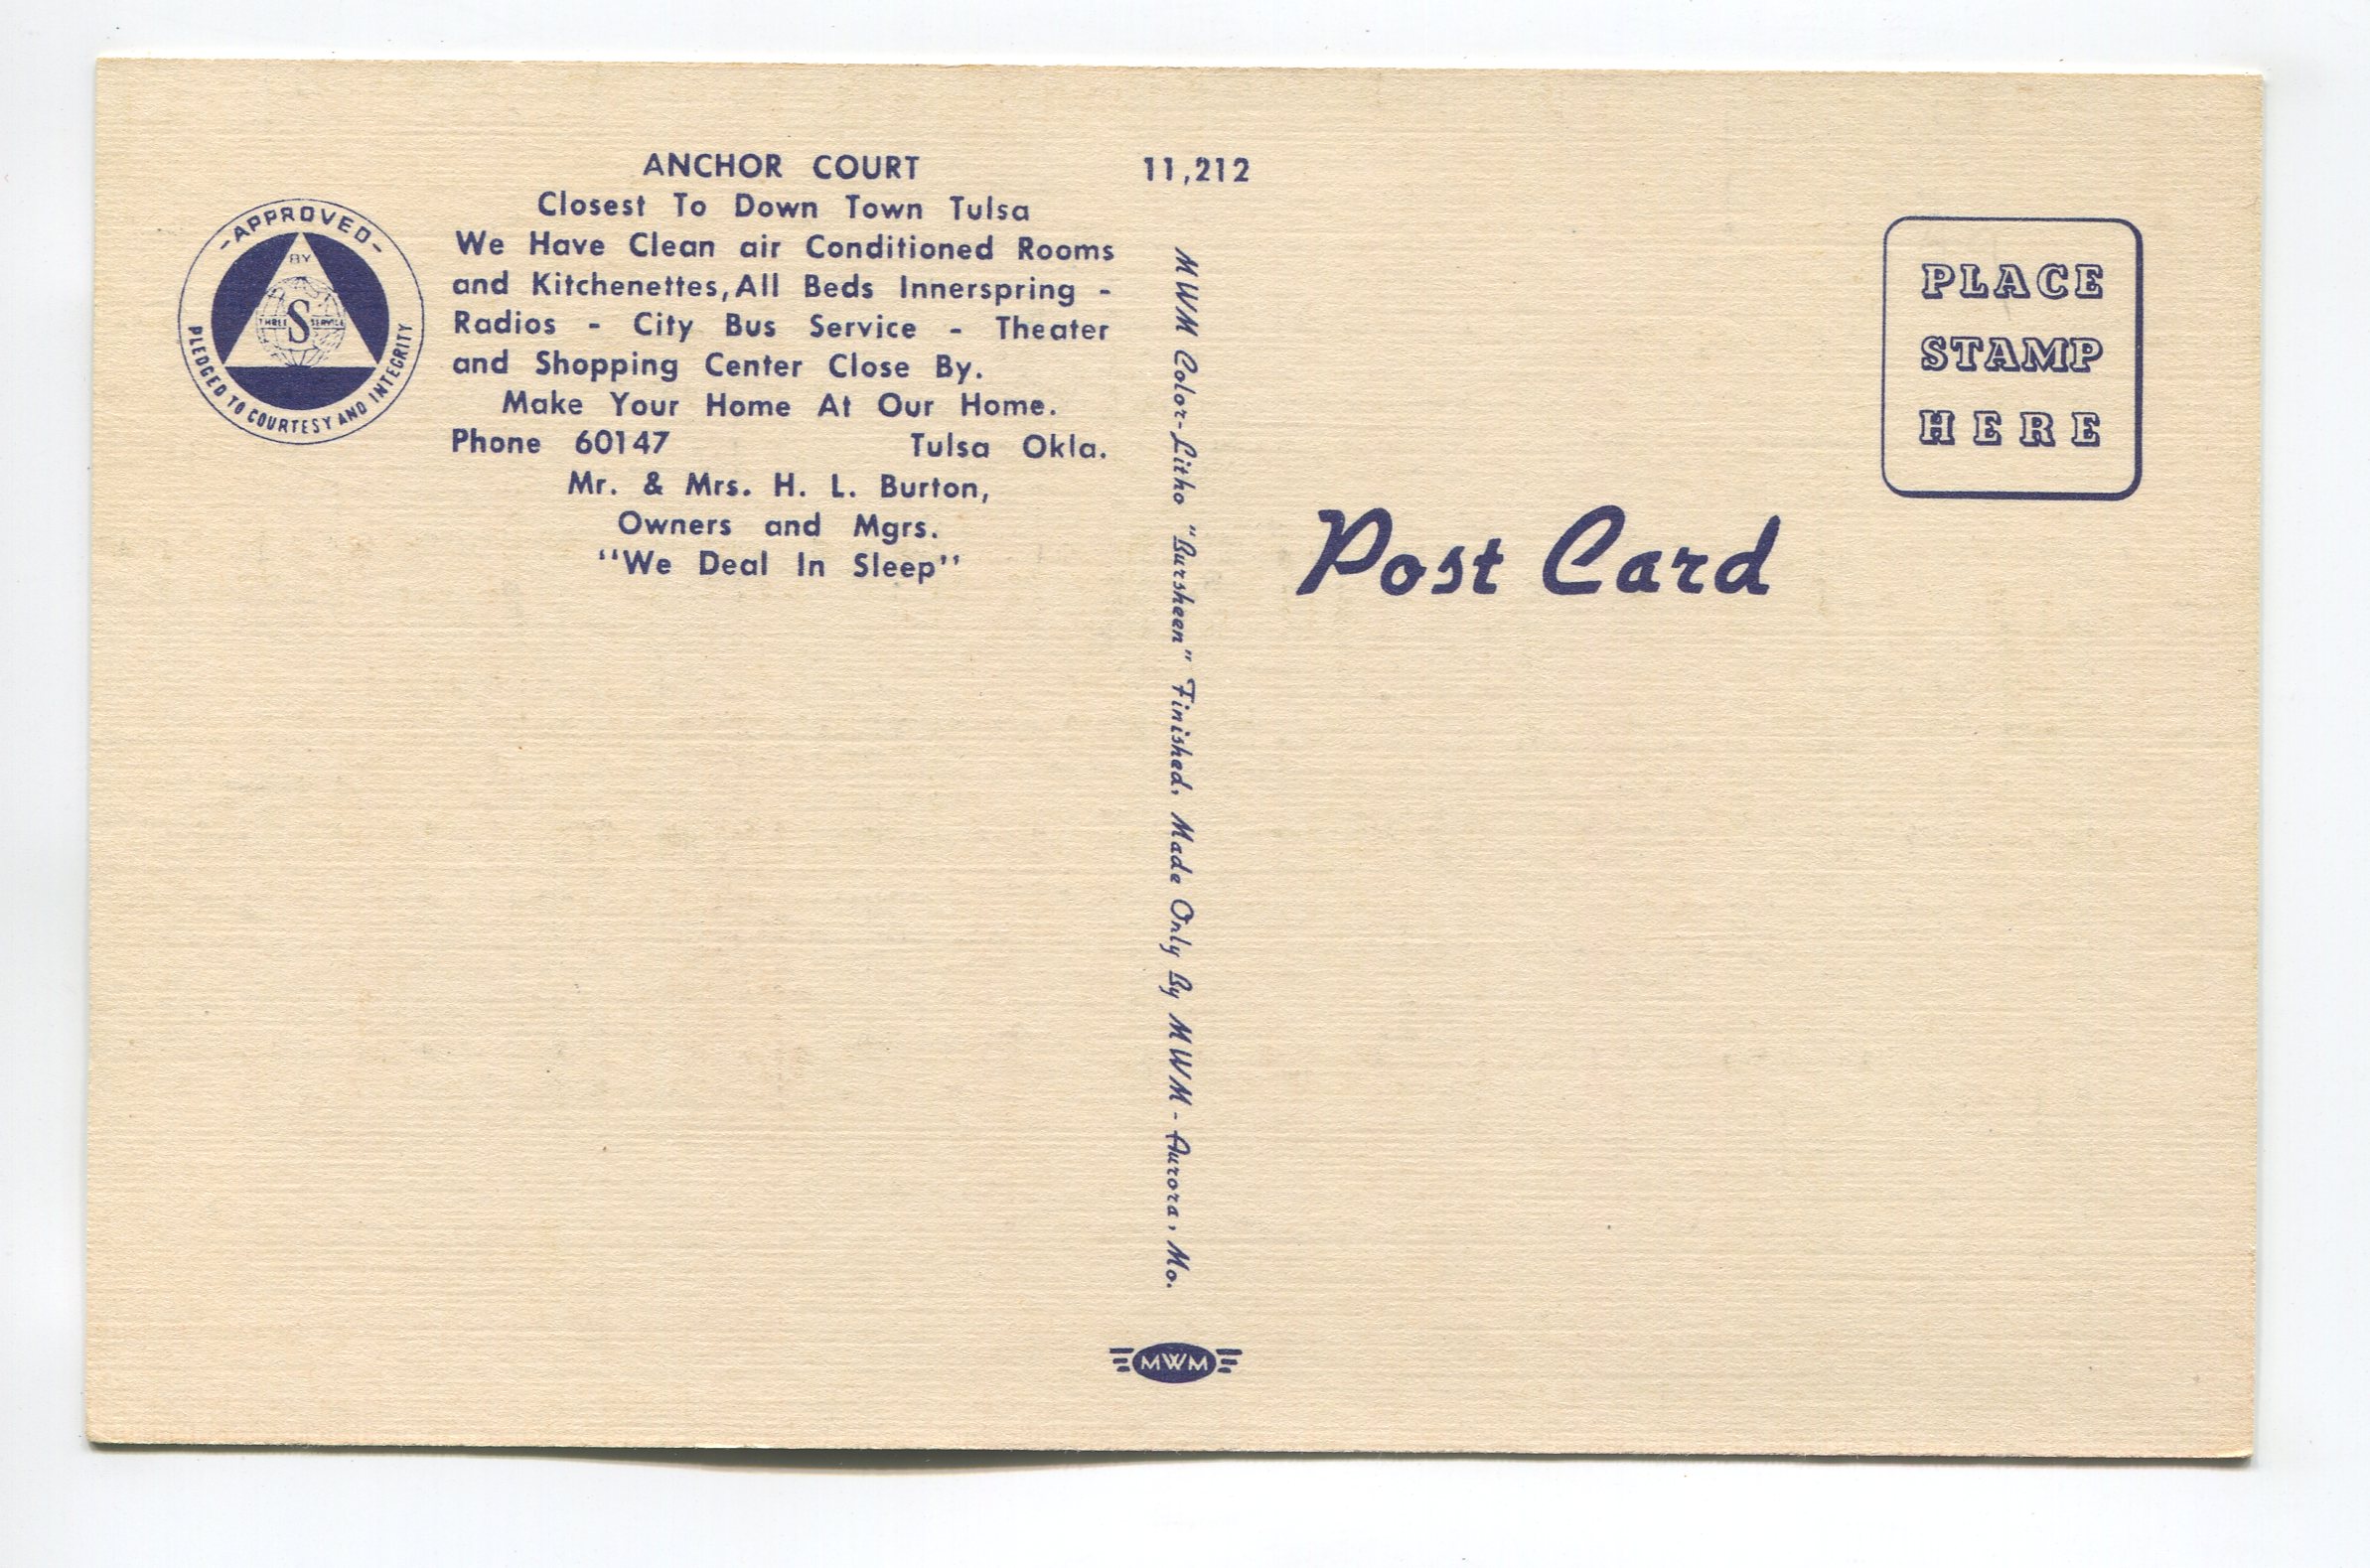 ANCHOR COURT
Closest To Down Town Tulsa
We Have Clean air Conditioned Rooms
and Kitchenettes, All Beds Innerspring -
Radios - City Bus Service - Theater
and Shopping Center Close By.
Make Your Home At Our Home.
Phone 60147 Tulsa Okla.
Mr. & Mrs. H. L. Burton,
Owners and Mgrs.
"We Deal In Sleep"
-APPROVED-
BY
THREE S SERVICE
PLEDGED TO COURTESY AND INTEGRITY
11,212
MWM Color-Litho "Bursheen" Finished. Made Only By MWM - Aurora, Mo.
MWM
Post Card
PLACE
STAMP
HERE